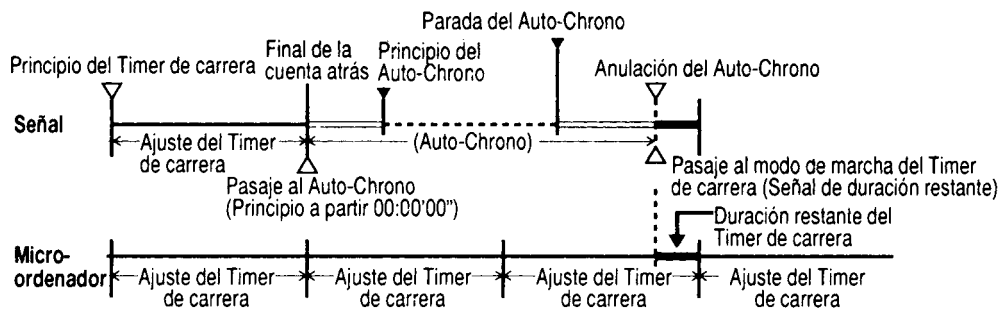 Parada del Auto-Chrono
Principio del Timer de carrera
Final de la
cuenta atrás
Principio del
Auto-Chrono
Anulación del Auto-Chrono
Señal
Ajuste del Timer
de carrera
(Auto-Chrono)
Pasaje al Auto-Chrono
(Principio a partir 00:00'00")
Pasaje al modo de marcha del Timer
de carrera (Señal de duración restante)
Duración restante del
Timer de carrera
Micro-
ordenador
Ajuste del Timer
de carrera
Ajuste del Timer
de carrera
Ajuste del Timer
de carrera
Ajuste del Timer
de carrera